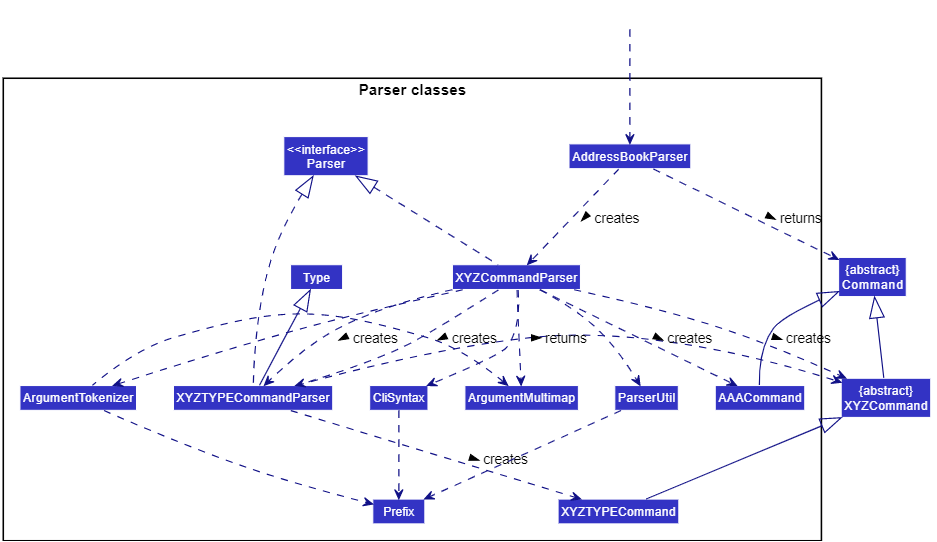 Parser classes
<<interface>>
Parser
AddressBookParser
creates
returns
Type
XYZCommandParser
{abstract}
Command
creates
creates
returns
creates
creates
ArgumentTokenizer
XYZTYPECommandParser
CliSyntax
ArgumentMultimap
ParserUtil
AAACommand
{abstract}
XYZCommand
creates
Prefix
XYZTYPECommand